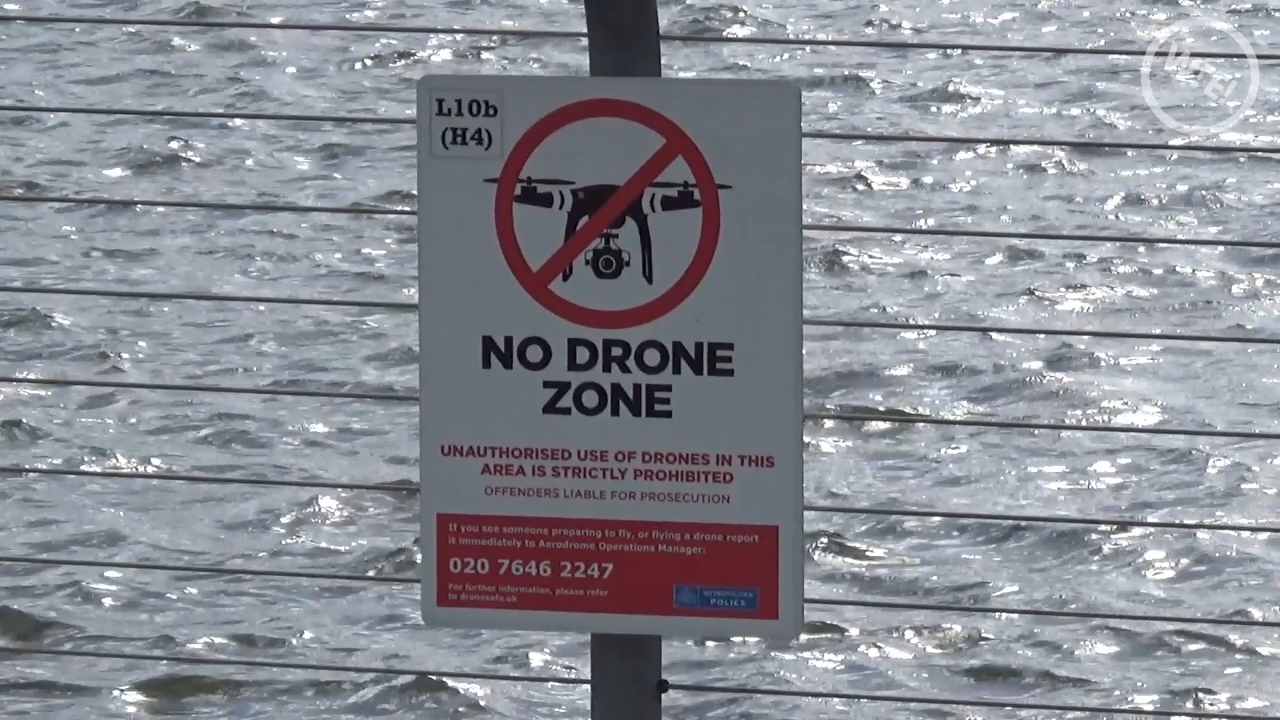 L10b
(H4)
NO DRONE
ZONE
UNAUTHORISED USE OF DRONES IN THIS
AREA IS STRICTLY PROHIBITED
OFFENDERS LIABLE FOR PROSECUTION
If you see someone preparing to fly, or flying a drone report
it immediately to Aerodrome Operations Manager:
020 7646 2247
For further information, please refer
to dronesafe.uk
METROPOLITAN
POLICE